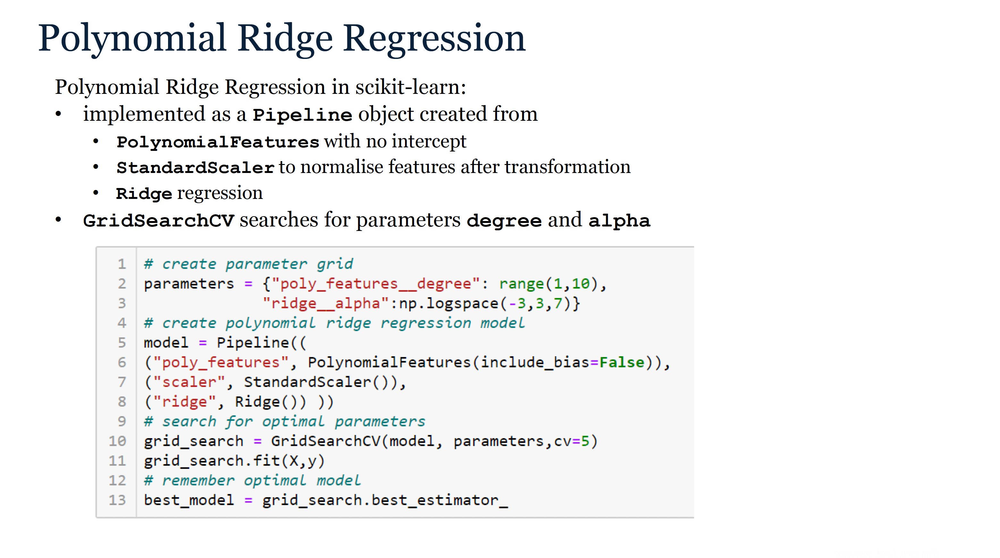 Polynomial Ridge Regression
Polynomial Ridge Regression in scikit-learn:
• implemented as a Pipeline object created from
• PolynomialFeatures with no intercept
• StandardScaler to normalise features after transformation
• Ridge regression
• GridSearchCV searches for parameters degree and alpha
1 # create parameter grid
2 parameters = {"poly_features__degree": range(1,10),
3              "ridge__alpha":np.logspace(-3,3,7)}
4 # create polynomial ridge regression model
5 model = Pipeline((
6 ("poly_features", PolynomialFeatures(include_bias=False)),
7 ("scaler", StandardScaler()),
8 ("ridge", Ridge()) ))
9 # search for optimal parameters
10 grid_search = GridSearchCV(model, parameters,cv=5)
11 grid_search.fit(X,y)
12 # remember optimal model
13 best_model = grid_search.best_estimator_